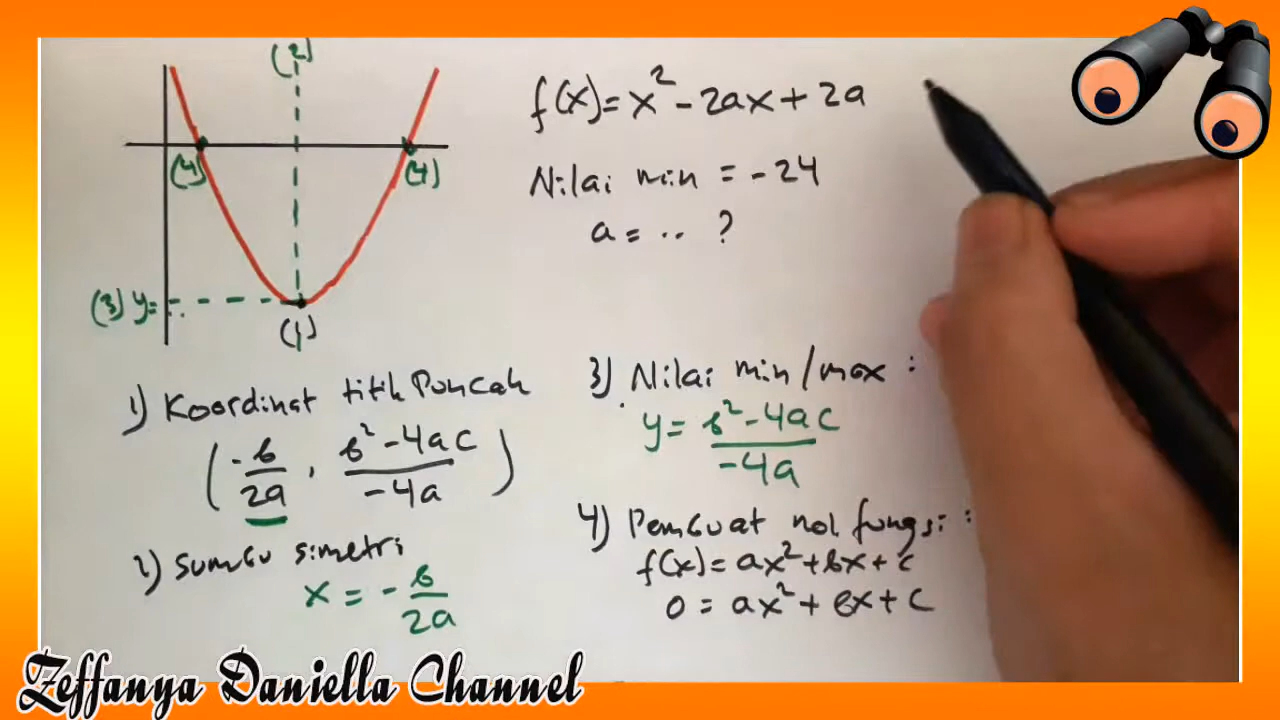 (2)
f(x) = x² - 2ax + 2a
(4)
(4)
Nilai min = -24
a = .. ?
(3) y=
(1)
1) Koordinat titik Puncak
( -b/2a , b² - 4ac / -4a )
2) Sumbu simetri
x = - b/2a
3) Nilai min/max :
y = b² - 4ac / -4a
4) Pembuat nol fungsi :
f(x) = ax² + bx + c
0 = ax² + bx + c
Zeffanya Daniella Channel